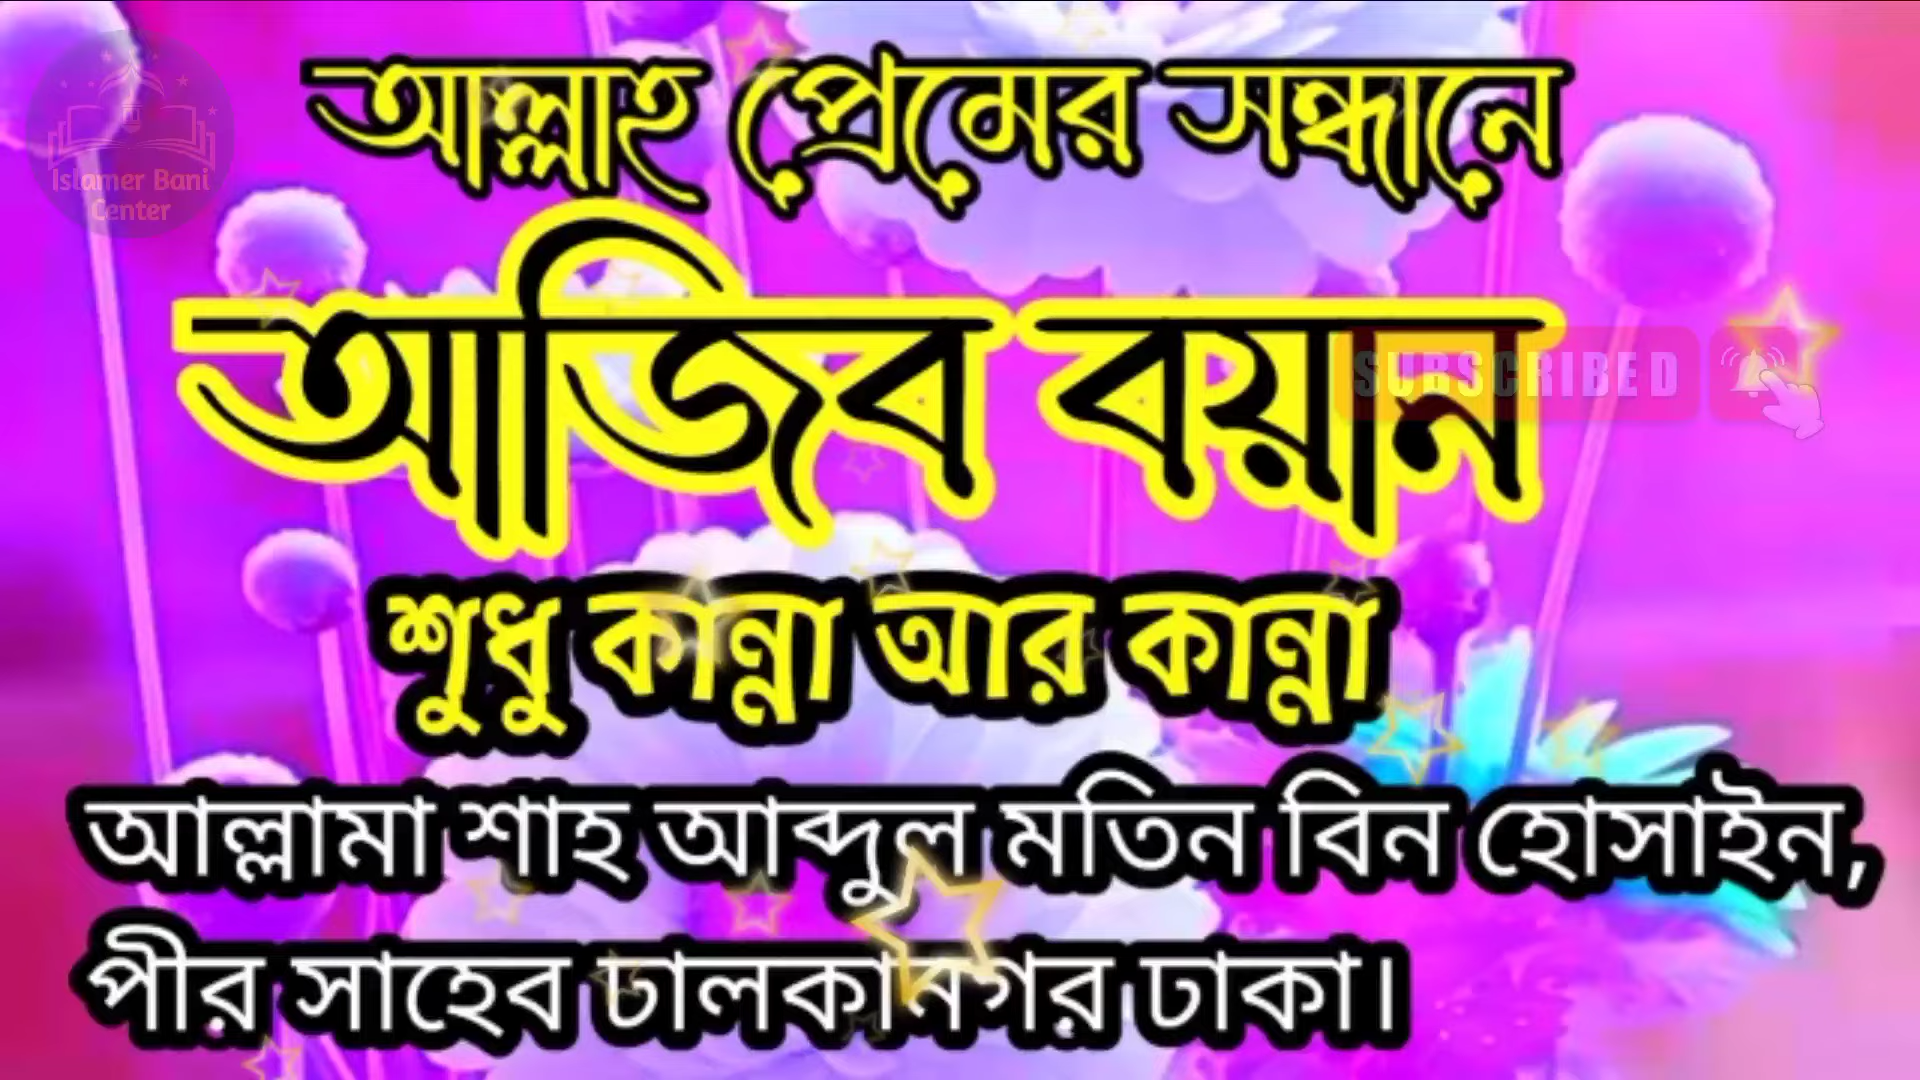 Islamer Bani
Center
আল্লাহ প্রেমের সন্ধানে
আজিব বয়ান
SUBSCRIBED
শুধু কান্না আর কান্না
আল্লামা শাহ আব্দুল মতিন বিন হোসাইন,
পীর সাহেব ঢালকানগর ঢাকা।